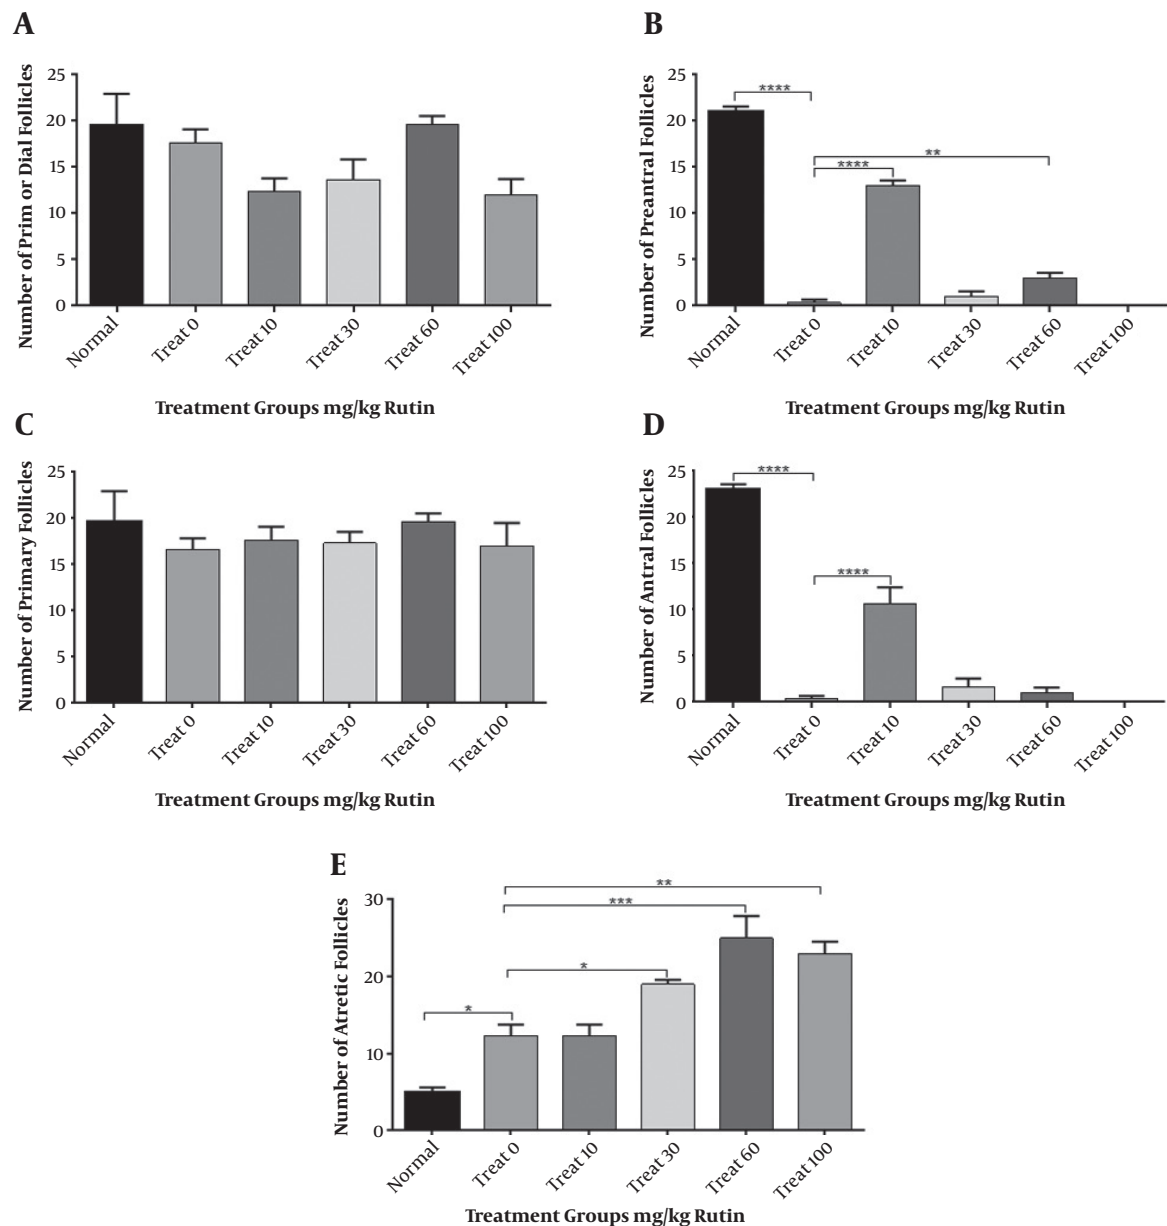 A
Number of Prim or Dial Follicles
25
20
15
10
5
0
Normal
Treat 0
Treat 10
Treat 30
Treat 60
Treat 100
Treatment Groups mg/kg Rutin
B
Number of Preantral Follicles
25
20
15
10
5
0
****
****
**
Normal
Treat 0
Treat 10
Treat 30
Treat 60
Treat 100
Treatment Groups mg/kg Rutin
C
Number of Primary Follicles
25
20
15
10
5
0
Normal
Treat 0
Treat 10
Treat 30
Treat 60
Treat 100
Treatment Groups mg/kg Rutin
D
Number of Antral Follicles
25
20
15
10
5
0
****
****
Normal
Treat 0
Treat 10
Treat 30
Treat 60
Treat 100
Treatment Groups mg/kg Rutin
E
Number of Atretic Follicles
30
20
10
0
**
***
*
*
Normal
Treat 0
Treat 10
Treat 30
Treat 60
Treat 100
Treatment Groups mg/kg Rutin